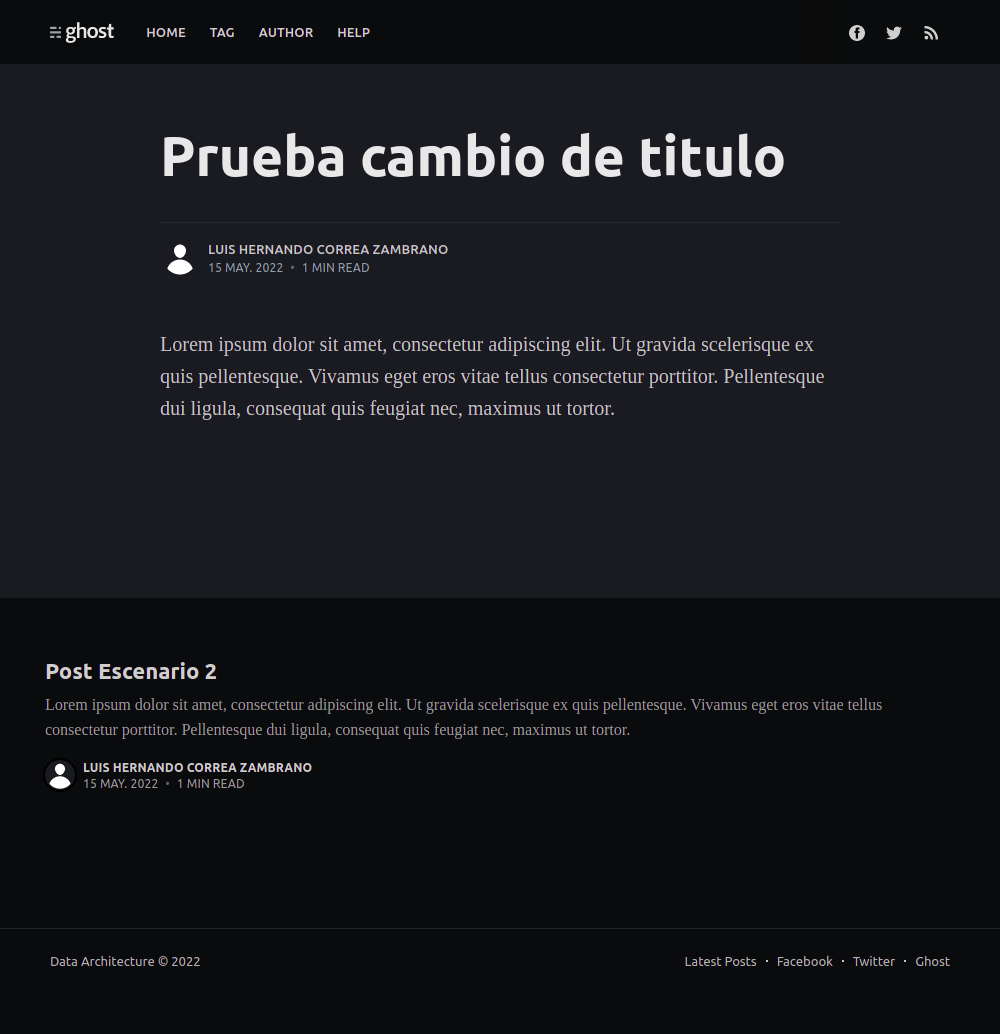 ghost HOME TAG AUTHOR HELP
Prueba cambio de titulo
LUIS HERNANDO CORREA ZAMBRANO
15 MAY. 2022 • 1 MIN READ
Lorem ipsum dolor sit amet, consectetur adipiscing elit. Ut gravida scelerisque ex
quis pellentesque. Vivamus eget eros vitae tellus consectetur porttitor. Pellentesque
dui ligula, consequat quis feugiat nec, maximus ut tortor.
Post Escenario 2
Lorem ipsum dolor sit amet, consectetur adipiscing elit. Ut gravida scelerisque ex quis pellentesque. Vivamus eget eros vitae tellus
consectetur porttitor. Pellentesque dui ligula, consequat quis feugiat nec, maximus ut tortor.
LUIS HERNANDO CORREA ZAMBRANO
15 MAY. 2022 • 1 MIN READ
Data Architecture © 2022 Latest Posts · Facebook · Twitter · Ghost